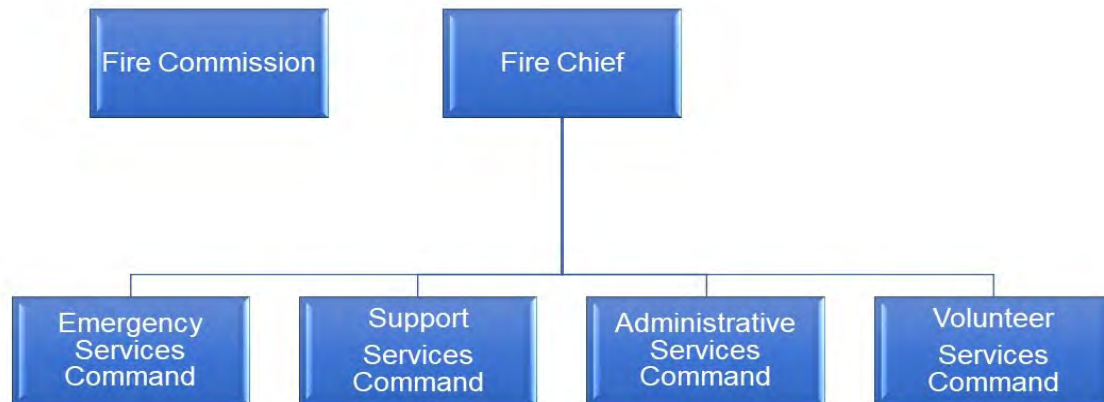 Fire Commission
Fire Chief
Emergency
Services
Command
Support
Services
Command
Administrative
Services
Command
Volunteer
Services
Command